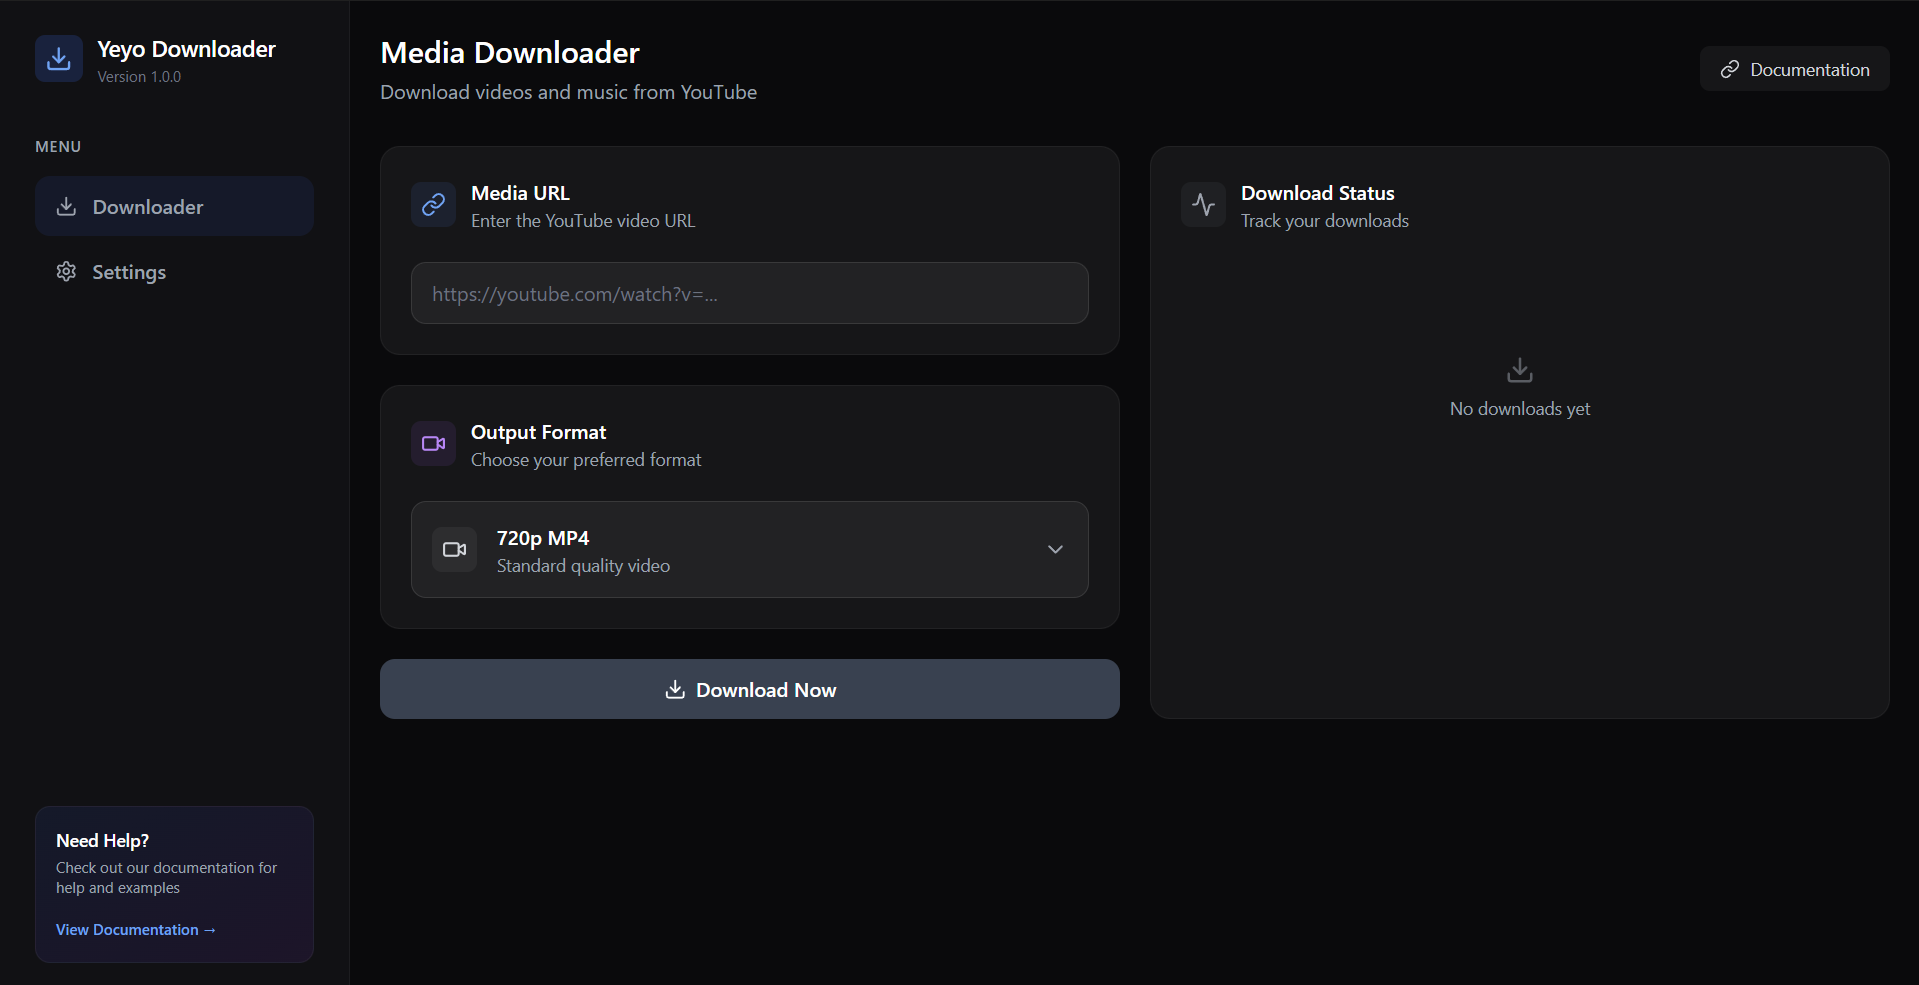 Yeyo Downloader
Version 1.0.0
MENU
Downloader
Settings
Need Help?
Check out our documentation for
help and examples
View Documentation →
Media Downloader
Download videos and music from YouTube
Documentation
Media URL
Enter the YouTube video URL
https://youtube.com/watch?v=...
Output Format
Choose your preferred format
720p MP4
Standard quality video
Download Now
Download Status
Track your downloads
No downloads yet